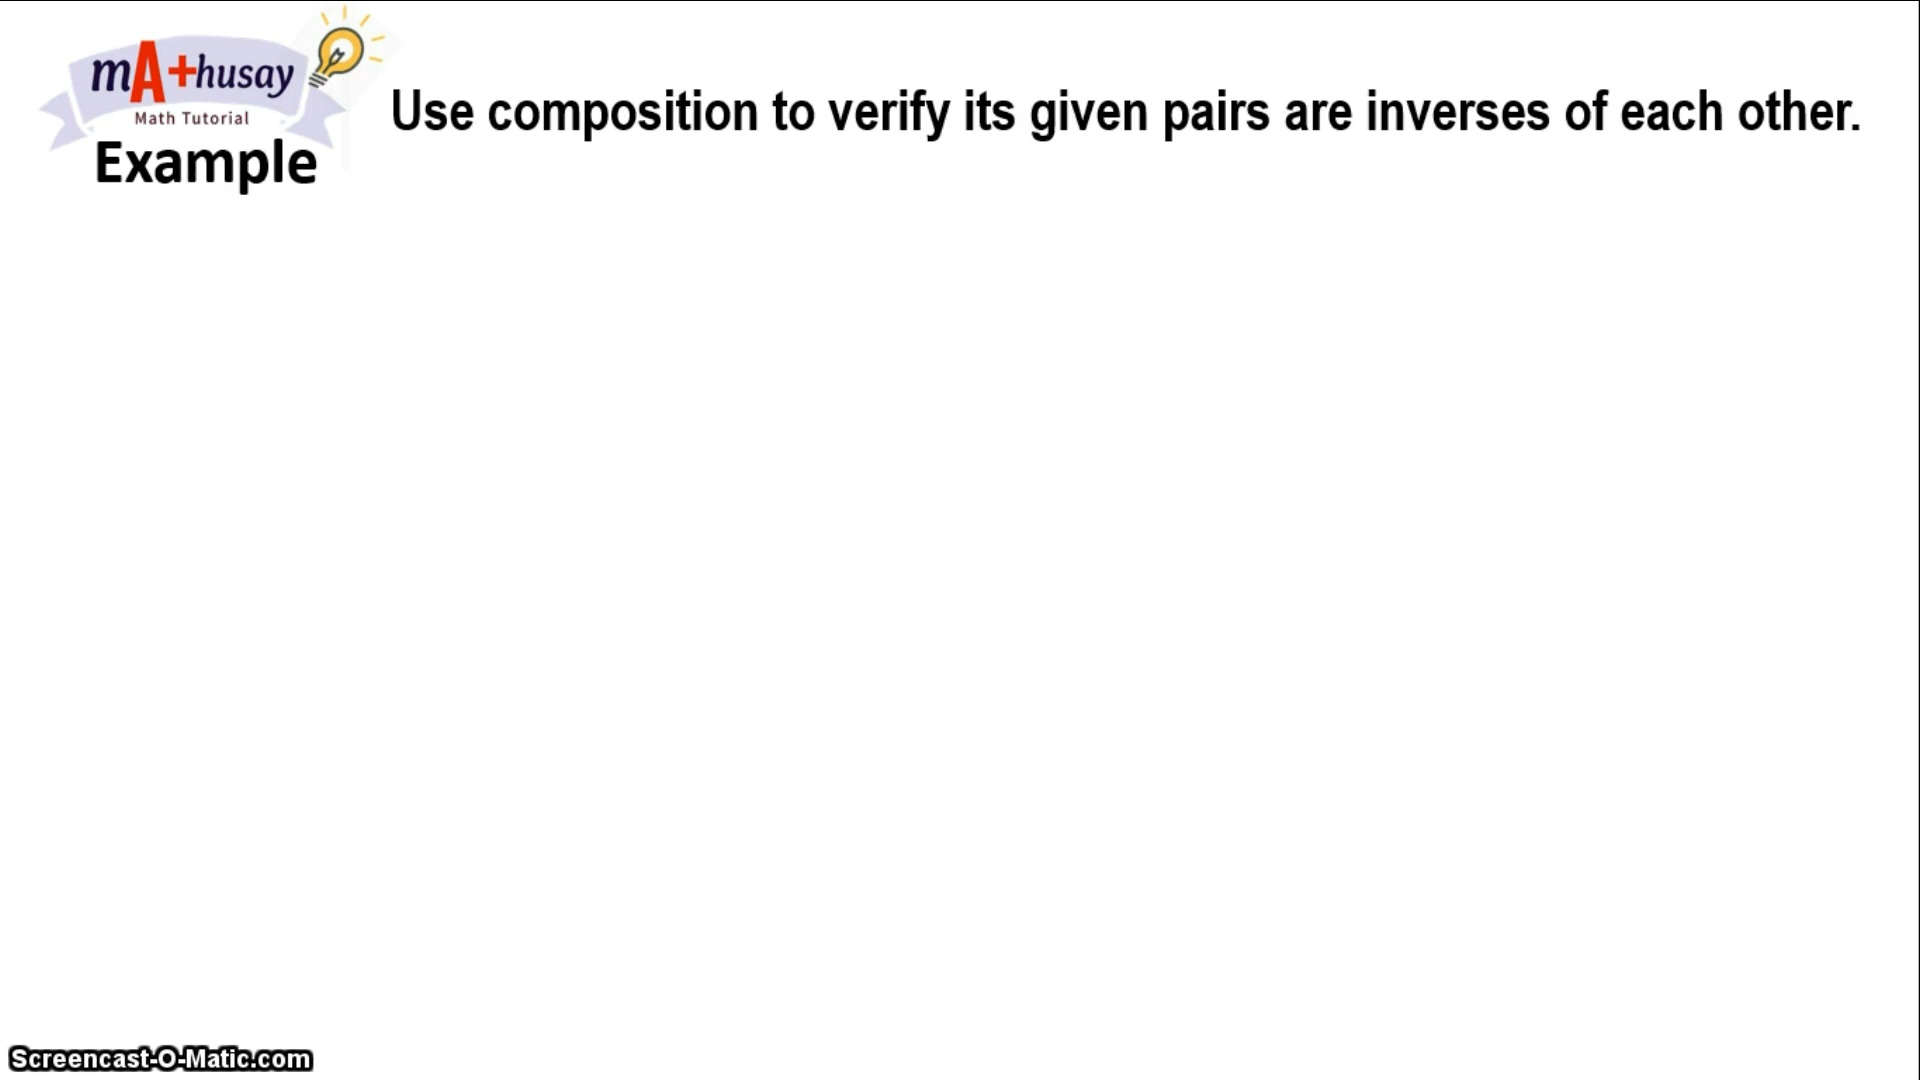 mA+husay
Math Tutorial
Example
Use composition to verify its given pairs are inverses of each other.
Screencast-O-Matic.com